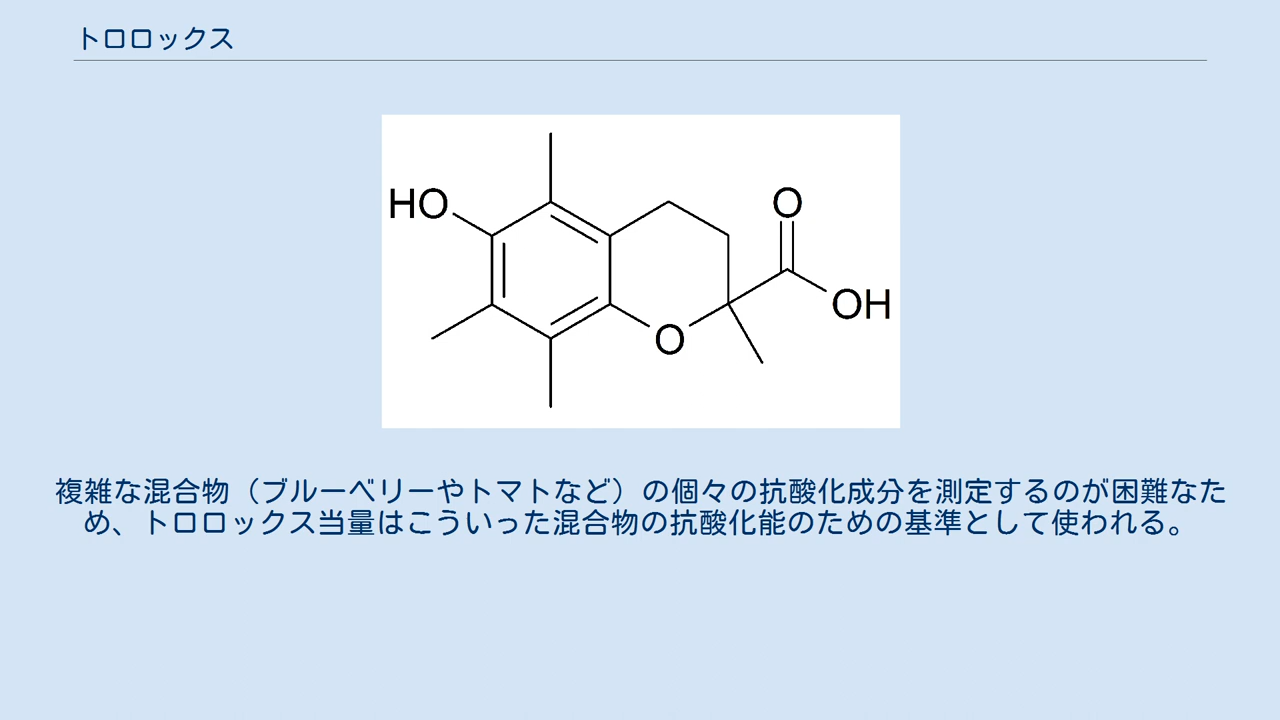 トロロックス
HO
O
OH
O
複雑な混合物（ブルーベリーやトマトなど）の個々の抗酸化成分を測定するのが困難なた
め、トロロックス当量はこういった混合物の抗酸化能のための基準として使われる。